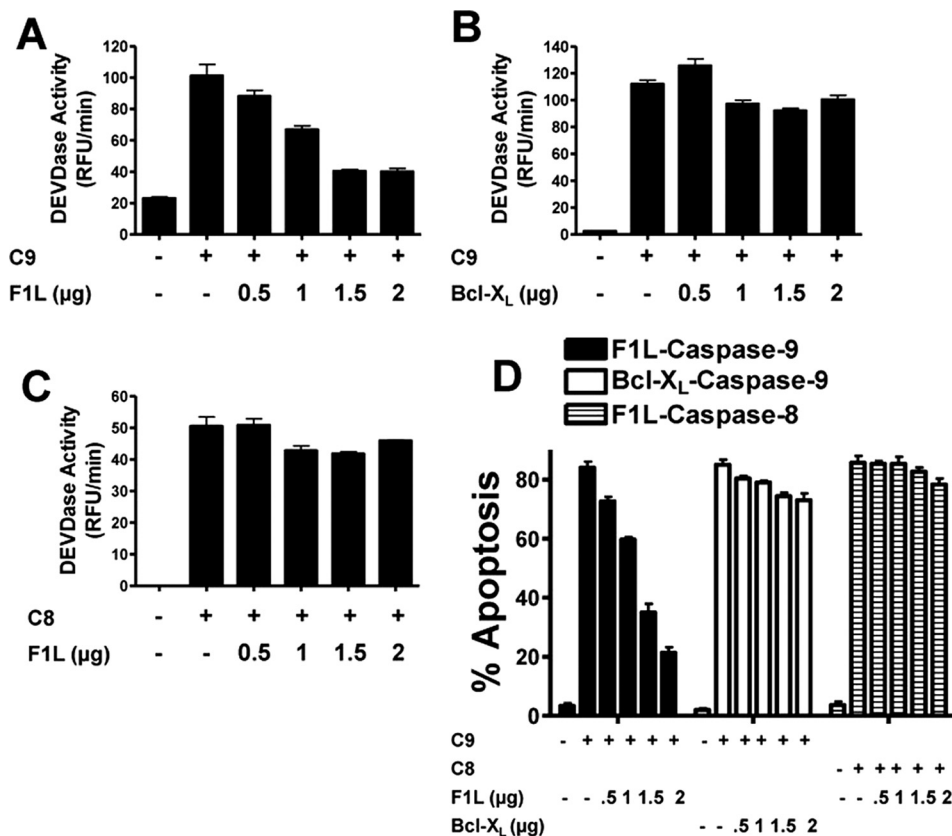 A
DEVDase Activity
(RFU/min)
120
100
80
60
40
20
0
C9 - + + + + +
F1L (µg) - - 0.5 1 1.5 2
B
DEVDase Activity
(RFU/min)
140
120
100
80
60
40
20
0
C9 - + + + + +
Bcl-XL (µg) - - 0.5 1 1.5 2
C
DEVDase Activity
(RFU/min)
60
50
40
30
20
10
0
C8 - + + + + +
F1L (µg) - - 0.5 1 1.5 2
D
F1L-Caspase-9
Bcl-XL-Caspase-9
F1L-Caspase-8
% Apoptosis
80
60
40
20
0
C9 - + + + + + - + + + + +
C8 - + + + + +
F1L (µg) - - .5 1 1.5 2 - - .5 1 1.5 2
Bcl-XL (µg) - - .5 1 1.5 2